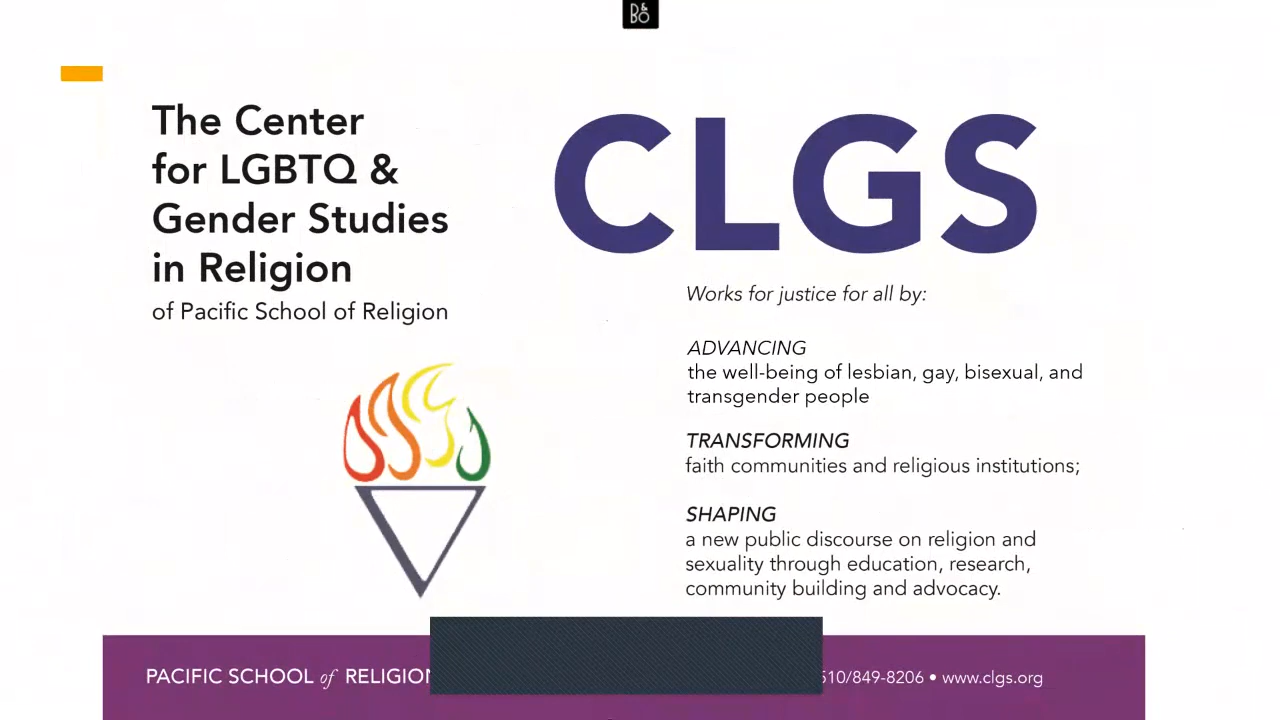 B&O
The Center
for LGBTQ &
Gender Studies
in Religion
of Pacific School of Religion
CLGS
Works for justice for all by:
ADVANCING
the well-being of lesbian, gay, bisexual, and
transgender people
TRANSFORMING
faith communities and religious institutions;
SHAPING
a new public discourse on religion and
sexuality through education, research,
community building and advocacy.
PACIFIC SCHOOL of RELIGION
510/849-8206 • www.clgs.org